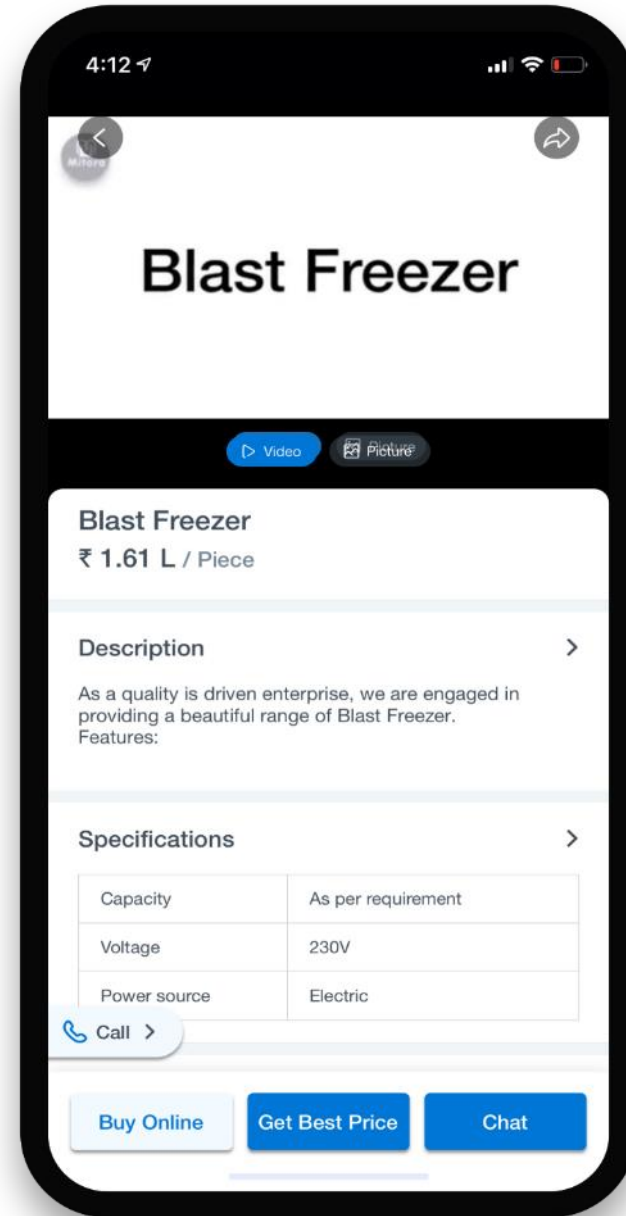 4:12
Mitora
Blast Freezer
Video
Picture
Blast Freezer
₹ 1.61 L / Piece
Description
As a quality is driven enterprise, we are engaged in
providing a beautiful range of Blast Freezer.
Features:
Specifications
Capacity As per requirement
Voltage 230V
Power source Electric
Call
Buy Online Get Best Price Chat